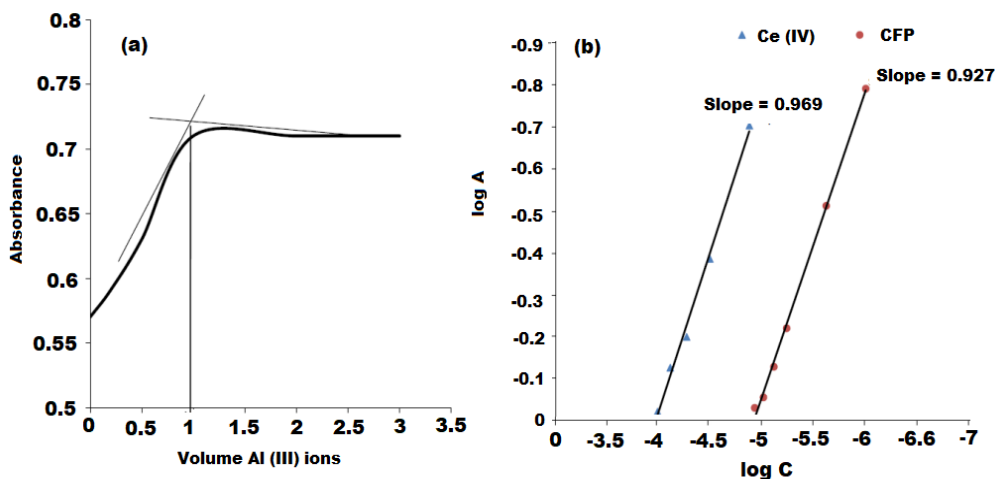 (a)
0.8
0.75
0.7
0.65
0.6
0.55
0.5
Absorbance
0 0.5 1 1.5 2 2.5 3 3.5
Volume Al (III) ions
(b)
Ce (IV) CFP
Slope = 0.969
Slope = 0.927
-0.9
-0.8
-0.7
-0.6
-0.5
-0.4
-0.3
-0.2
-0.1
0
log A
0 -3.5 -4 -4.5 -5 -5.5 -6 -6.6 -7
log C